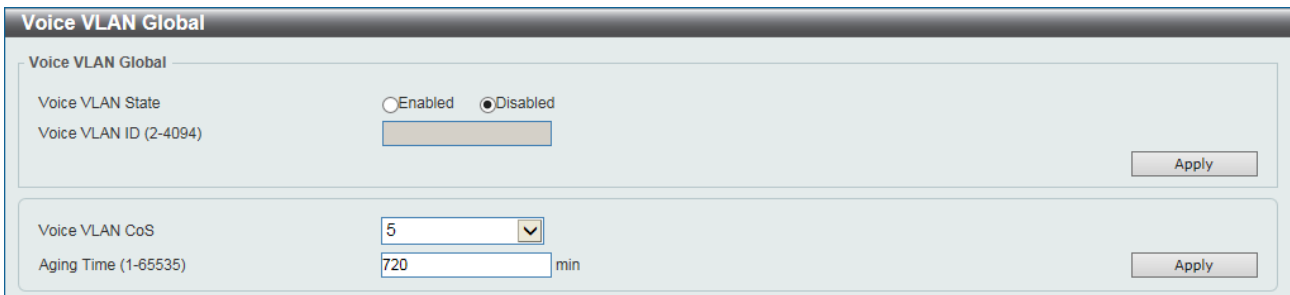 Voice VLAN Global
Voice VLAN Global
Voice VLAN State Enabled Disabled
Voice VLAN ID (2-4094)
Apply
Voice VLAN CoS 5
Aging Time (1-65535) 720 min Apply